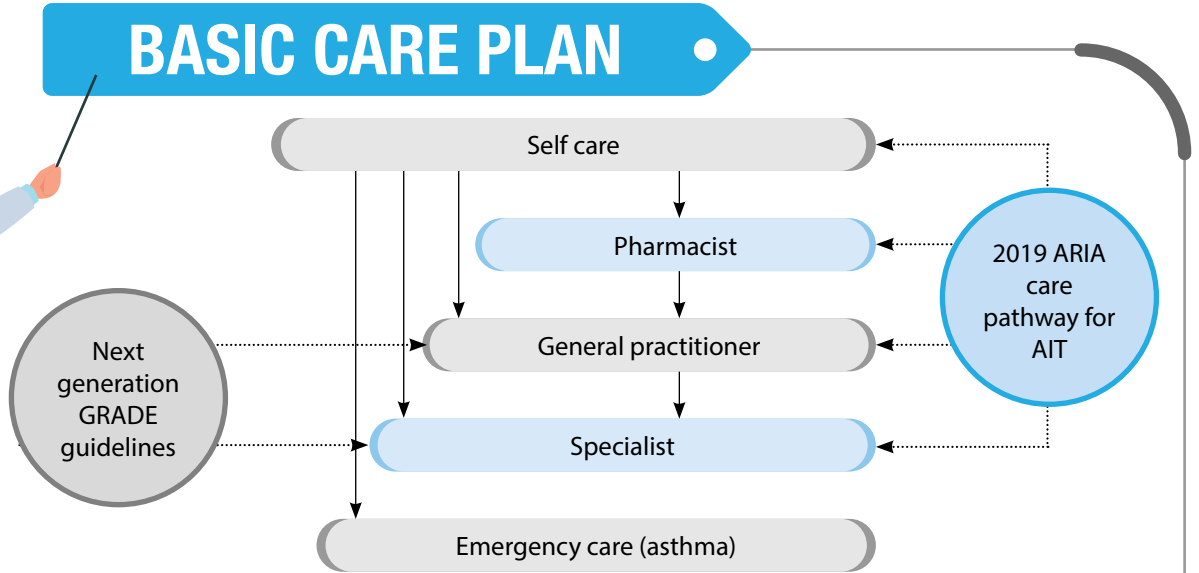 BASIC CARE PLAN
Self care
Pharmacist
2019 ARIA
care
pathway for
AIT
General practitioner
Next
generation
GRADE
guidelines
Specialist
Emergency care (asthma)